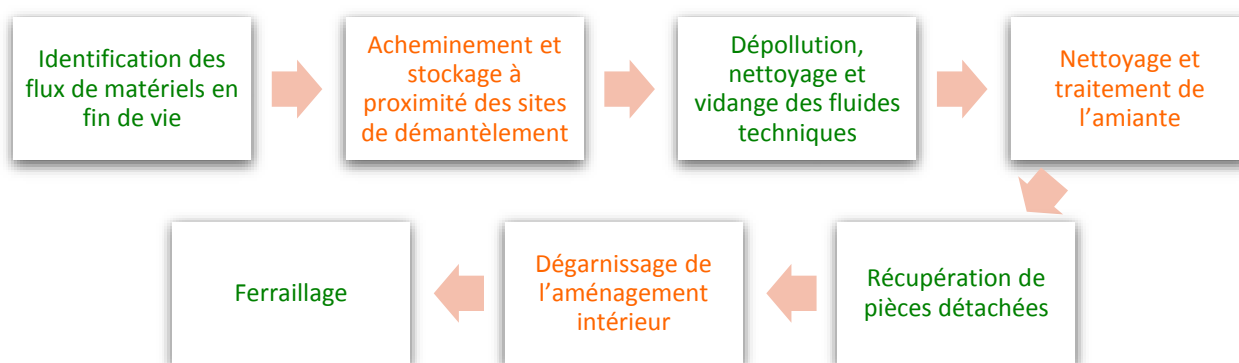 Identification des
flux de matériels en
fin de vie
Acheminement et
stockage à
proximité des sites
de démantèlement
Dépollution,
nettoyage et
vidange des fluides
techniques
Nettoyage et
traitement de
l'amiante
Récupération de
pièces détachées
Dégarnissage de
l'aménagement
intérieur
Ferraillage